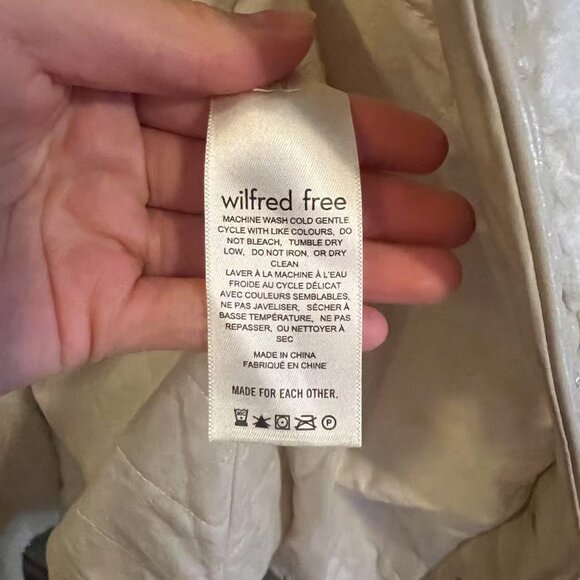 wilfred free
MACHINE WASH COLD GENTLE
CYCLE WITH LIKE COLOURS, DO
NOT BLEACH, TUMBLE DRY
LOW, DO NOT IRON, OR DRY
CLEAN
LAVER À LA MACHINE À L'EAU
FROIDE AU CYCLE DÉLICAT
AVEC COULEURS SEMBLABLES,
NE PAS JAVELISER, SÉCHER À
BASSE TEMPÉRATURE, NE PAS
REPASSER, OU NETTOYER À
SEC
MADE IN CHINA
FABRIQUÉ EN CHINE
MADE FOR EACH OTHER.
P